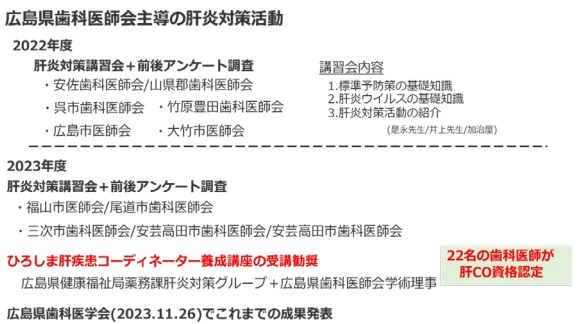 広島県歯科医師会主導の肝炎対策活動
2022年度
肝炎対策講習会＋前後アンケート調査
・安佐歯科医師会/山県郡歯科医師会
・呉市歯科医師会　・竹原豊田歯科医師会
・広島市医師会　・大竹市医師会
講習会内容
1.標準予防策の基礎知識
2.肝炎ウイルスの基礎知識
3.肝炎対策活動の紹介
(是永先生/井上先生/加治屋)
2023年度
肝炎対策講習会＋前後アンケート調査
・福山市医師会/尾道市歯科医師会
・三次市歯科医師会/安芸高田市歯科医師会/安芸高田市歯科医師会
ひろしま肝疾患コーディネーター養成講座の受講勧奨
広島県健康福祉局薬務課肝炎対策グループ＋広島県歯科医師会学術理事
22名の歯科医師が
肝CO資格認定
広島県歯科医学会(2023.11.26)でこれまでの成果発表